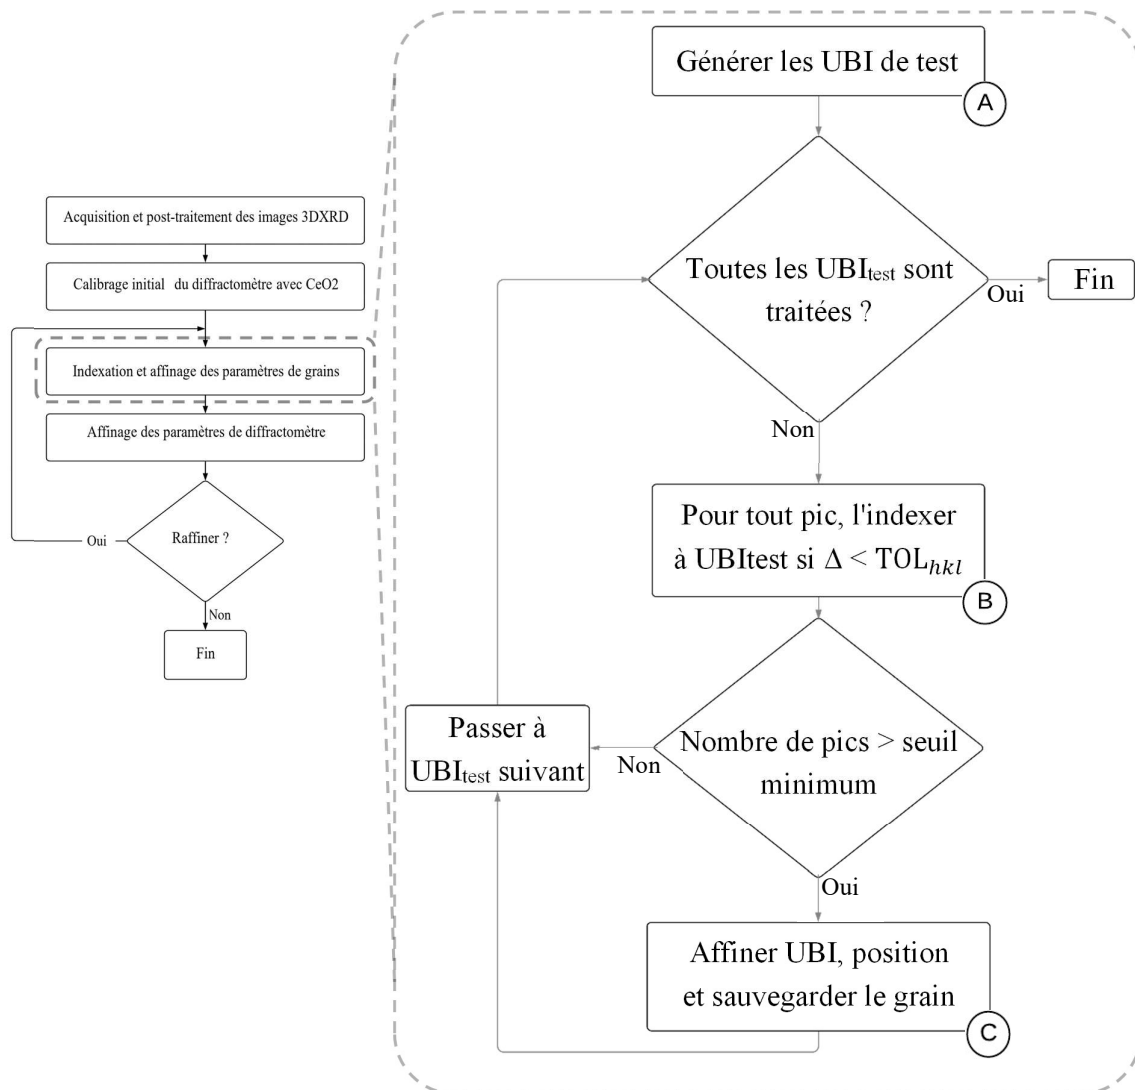 Acquisition et post-traitement des images 3DXRD
Calibrage initial du diffractomètre avec CeO2
Indexation et affinage des paramètres de grains
Affinage des paramètres de diffractomètre
Raffiner ?
Oui
Non
Fin
Générer les UBI de test
A
Toutes les UBItest sont
traitées ?
Oui
Fin
Non
Pour tout pic, l'indexer
à UBItest si Δ < TOLhkl
B
Nombre de pics > seuil
minimum
Non
Passer à
UBItest suivant
Oui
Affiner UBI, position
et sauvegarder le grain
C